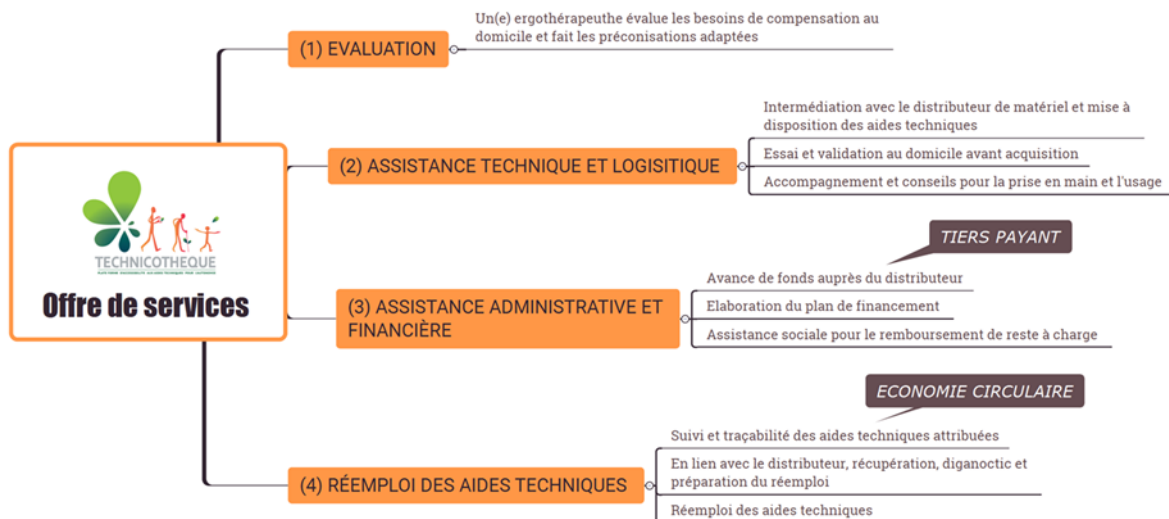 Un(e) ergothérapeuthe évalue les besoins de compensation au
domicile et fait les préconisations adaptées
(1) EVALUATION
Intermédiation avec le distributeur de matériel et mise à
disposition des aides techniques
(2) ASSISTANCE TECHNIQUE ET LOGISITIQUE
Essai et validation au domicile avant acquisition
Accompagnement et conseils pour la prise en main et l'usage
TECHNICOTHEQUE
Offre de services
TIERS PAYANT
Avance de fonds auprès du distributeur
(3) ASSISTANCE ADMINISTRATIVE ET
FINANCIÈRE
Elaboration du plan de financement
Assistance sociale pour le remboursement de reste à charge
ECONOMIE CIRCULAIRE
Suivi et traçabilité des aides techniques attribuées
(4) RÉEMPLOI DES AIDES TECHNIQUES
En lien avec le distributeur, récupération, diganoctic et
préparation du réemploi
Réemploi des aides techniques